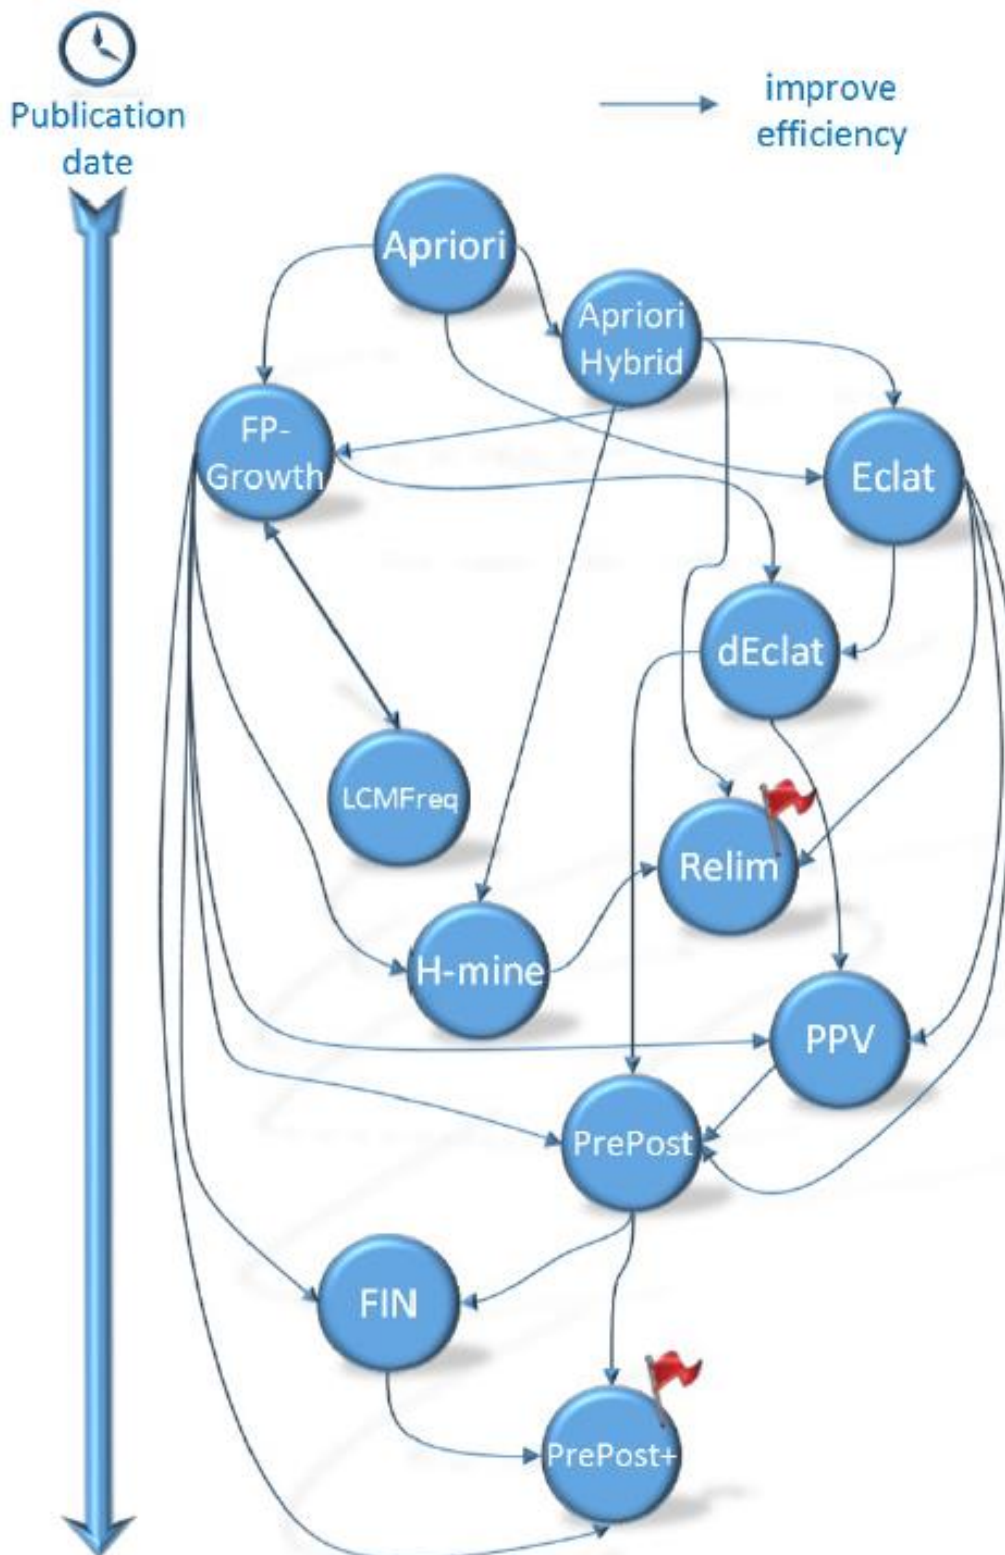 Publication
date
improve
efficiency
Apriori
Apriori
Hybrid
FP-
Growth
Eclat
dEclat
LCMFreq
Relim
H-mine
PPV
PrePost
FIN
PrePost+